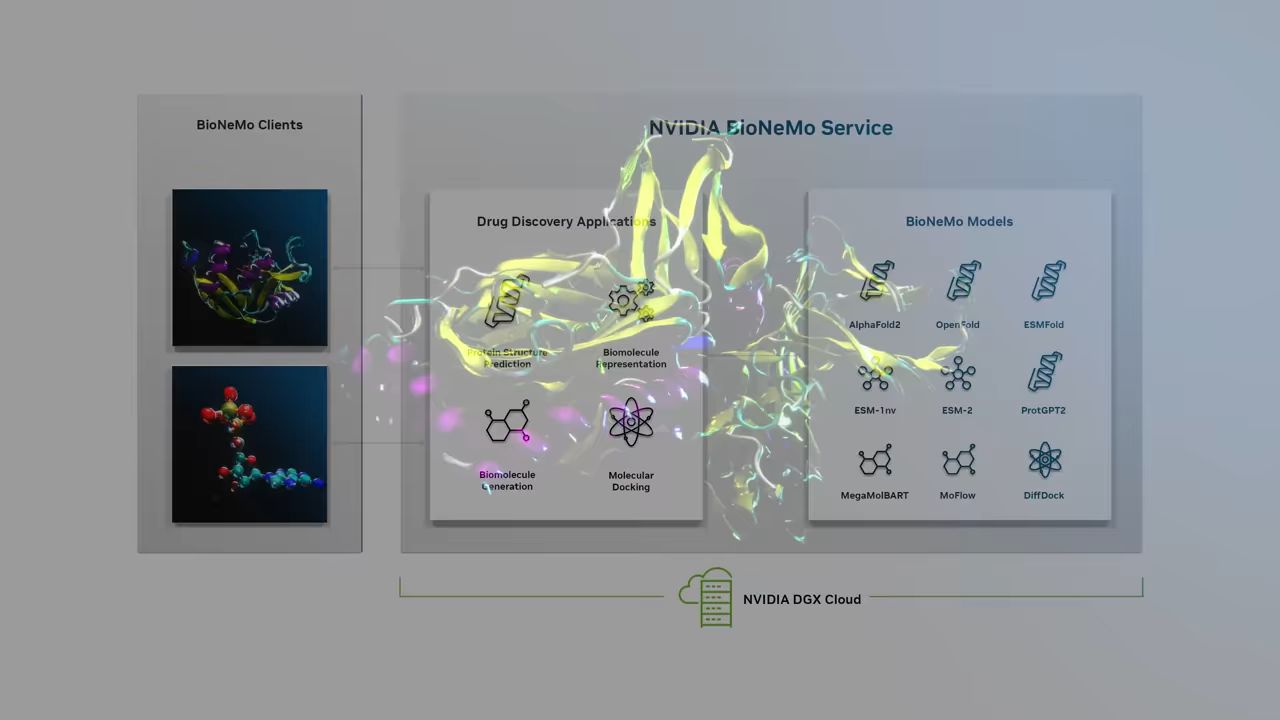 BioNeMo Clients
NVIDIA BioNeMo Service
Drug Discovery Applications
Protein Structure
Prediction
Biomolecule
Representation
Biomolecule
Generation
Molecular
Docking
BioNeMo Models
AlphaFold2
OpenFold
ESMFold
ESM-1nv
ESM-2
ProtGPT2
MegaMolBART
MoFlow
DiffDock
NVIDIA DGX Cloud